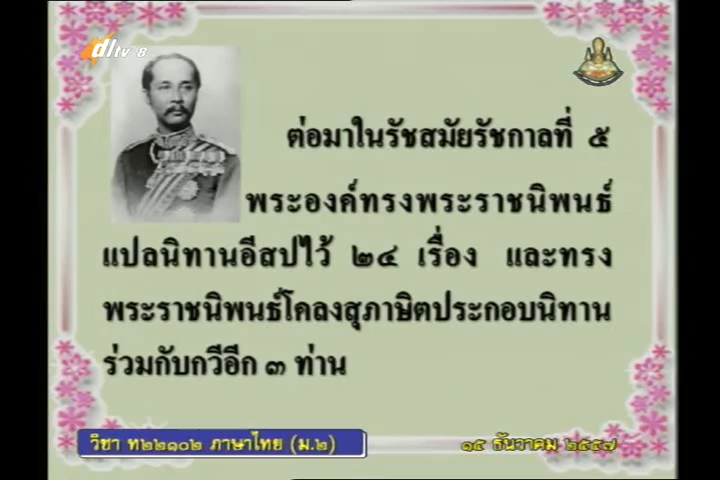 dltv 8
ต่อมาในรัชสมัยรัชกาลที่ ๕
พระองค์ทรงพระราชนิพนธ์
แปลนิทานอีสปไว้ ๒๔ เรื่อง และทรง
พระราชนิพนธ์โคลงสุภาษิตประกอบนิทาน
ร่วมกับกวีอีก ๓ ท่าน
วิชา ท๒๒๑๐๒ ภาษาไทย (ม.๒)
๑๕ ธันวาคม ๒๕๕๗